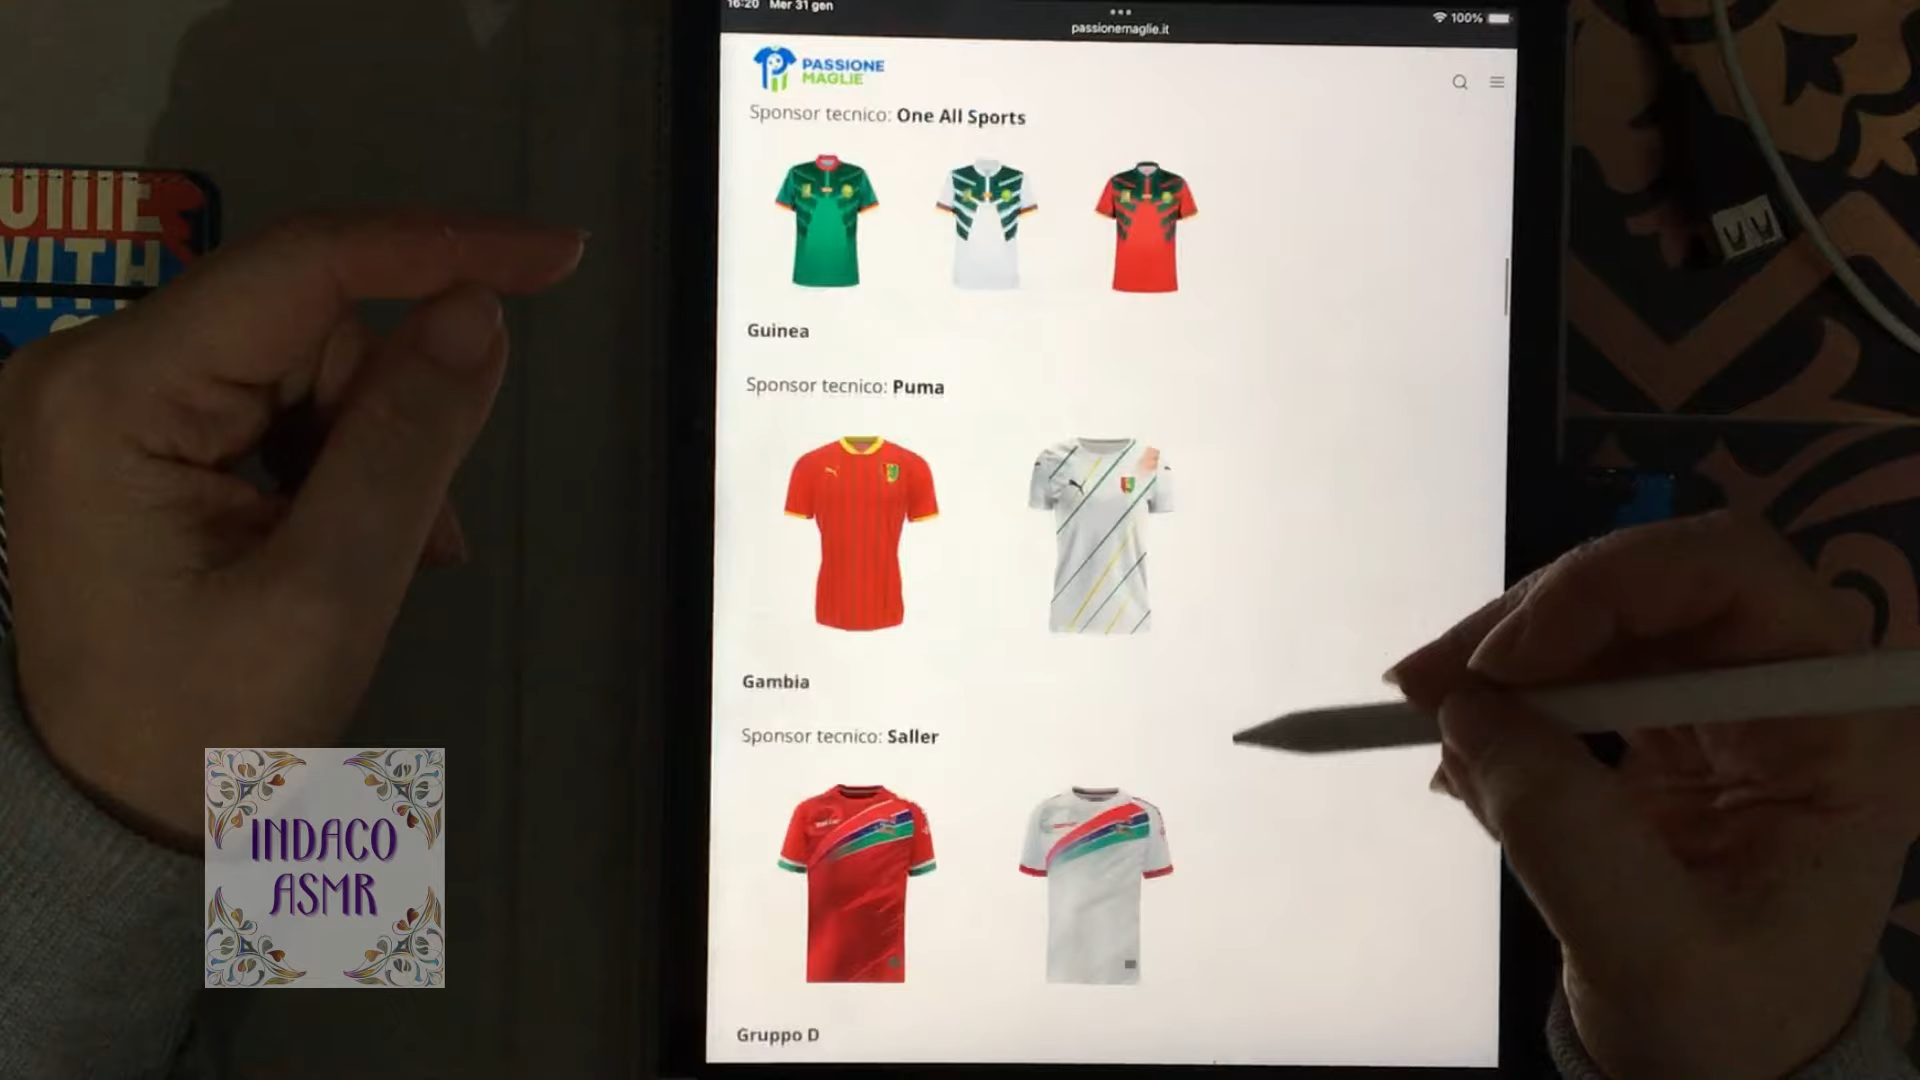 16:20 Mer 31 gen
passionemaglie.it
100%
PASSIONE
MAGLIE
Sponsor tecnico: One All Sports
Guinea
Sponsor tecnico: Puma
Gambia
Sponsor tecnico: Saller
Gruppo D
WITH
INDACO
ASMR